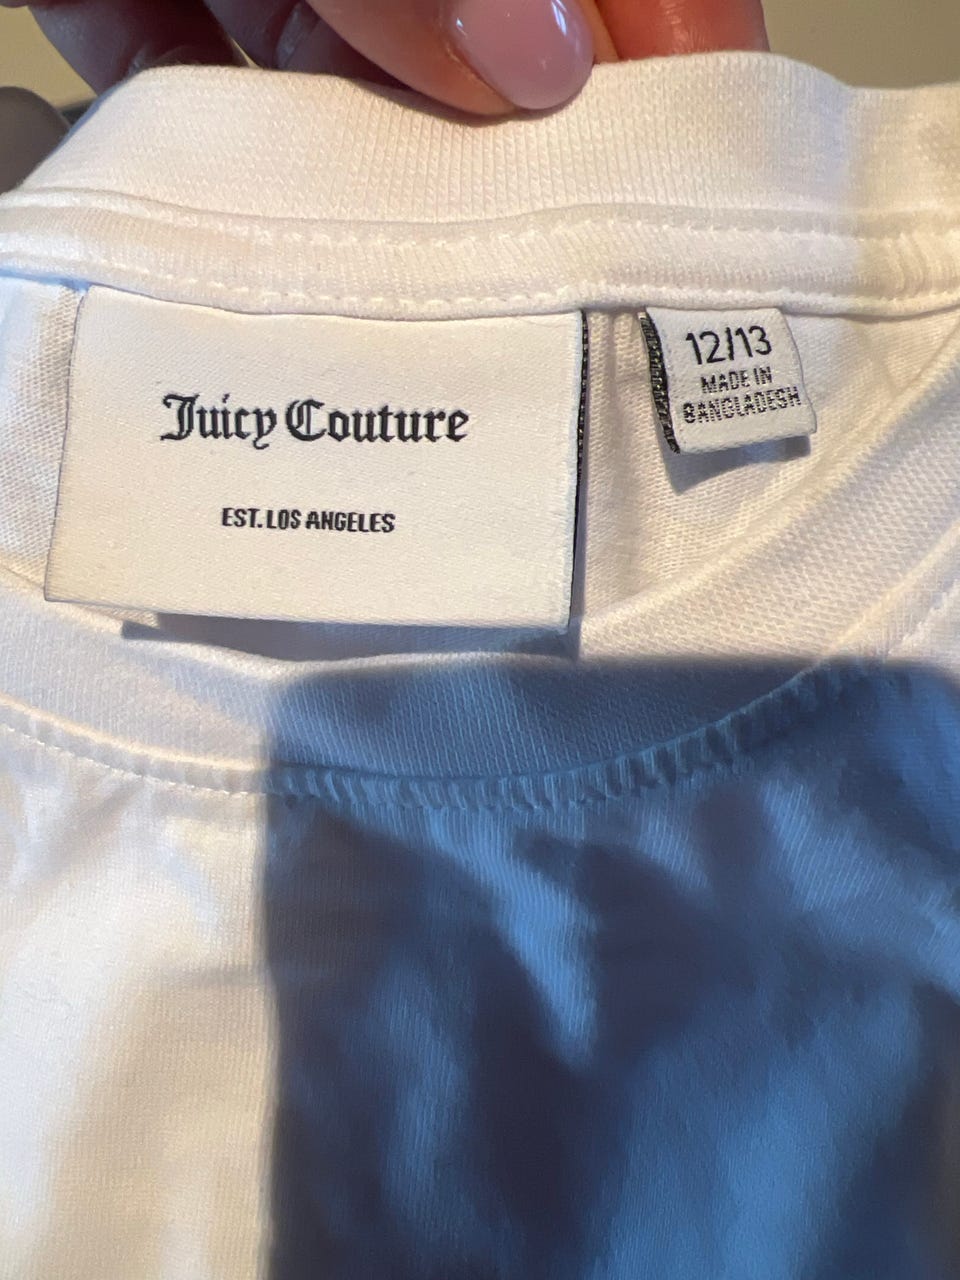 Juicy Couture
EST. LOS ANGELES
12/13
MADE IN
BANGLADESH